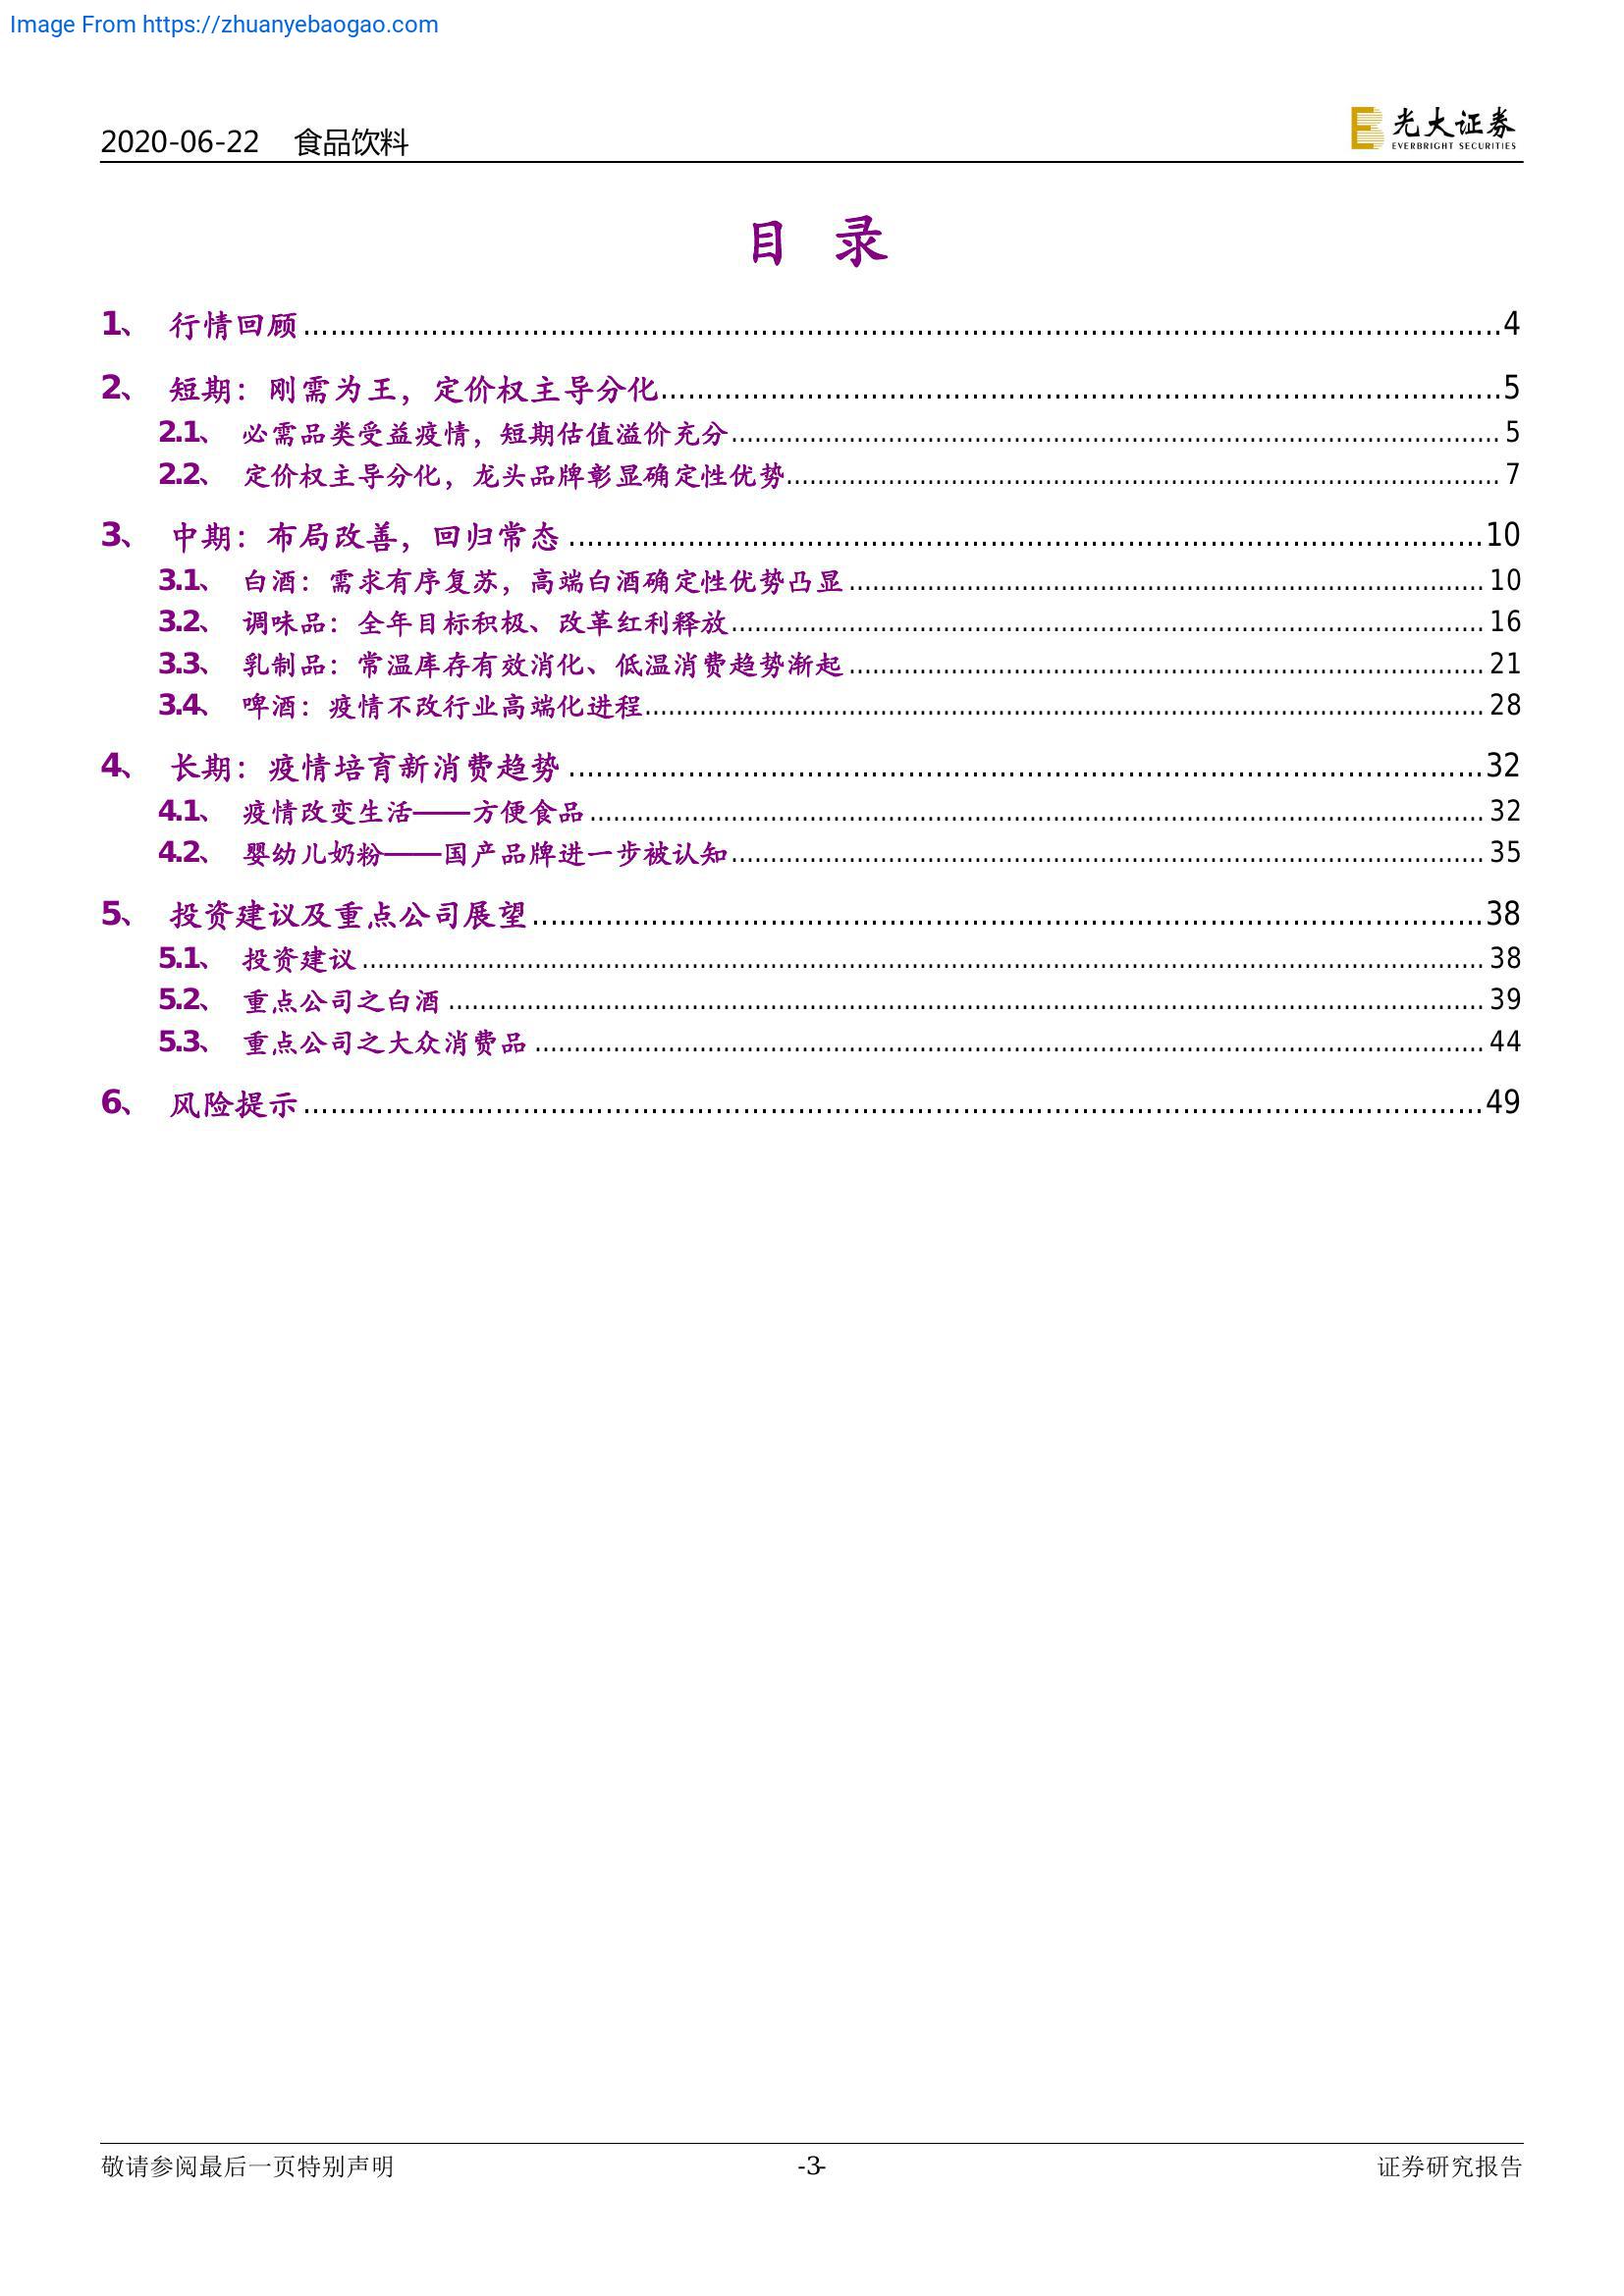 Image From https://zhuanyebaogao.com
2020-06-22 食品饮料
光大证券
EVERBRIGHT SECURITIES
目 录
1、 行情回顾 4
2、 短期：刚需为王，定价权主导分化 5
2.1、 必需品类受益疫情，短期估值溢价充分 5
2.2、 定价权主导分化，龙头品牌彰显确定性优势 7
3、 中期：布局改善，回归常态 10
3.1、 白酒：需求有序复苏，高端白酒确定性优势凸显 10
3.2、 调味品：全年目标积极、改革红利释放 16
3.3、 乳制品：常温库存有效消化、低温消费趋势渐起 21
3.4、 啤酒：疫情不改行业高端化进程 28
4、 长期：疫情培育新消费趋势 32
4.1、 疫情改变生活——方便食品 32
4.2、 婴幼儿奶粉——国产品牌进一步被认知 35
5、 投资建议及重点公司展望 38
5.1、 投资建议 38
5.2、 重点公司之白酒 39
5.3、 重点公司之大众消费品 44
6、 风险提示 49
敬请参阅最后一页特别声明 -3- 证券研究报告